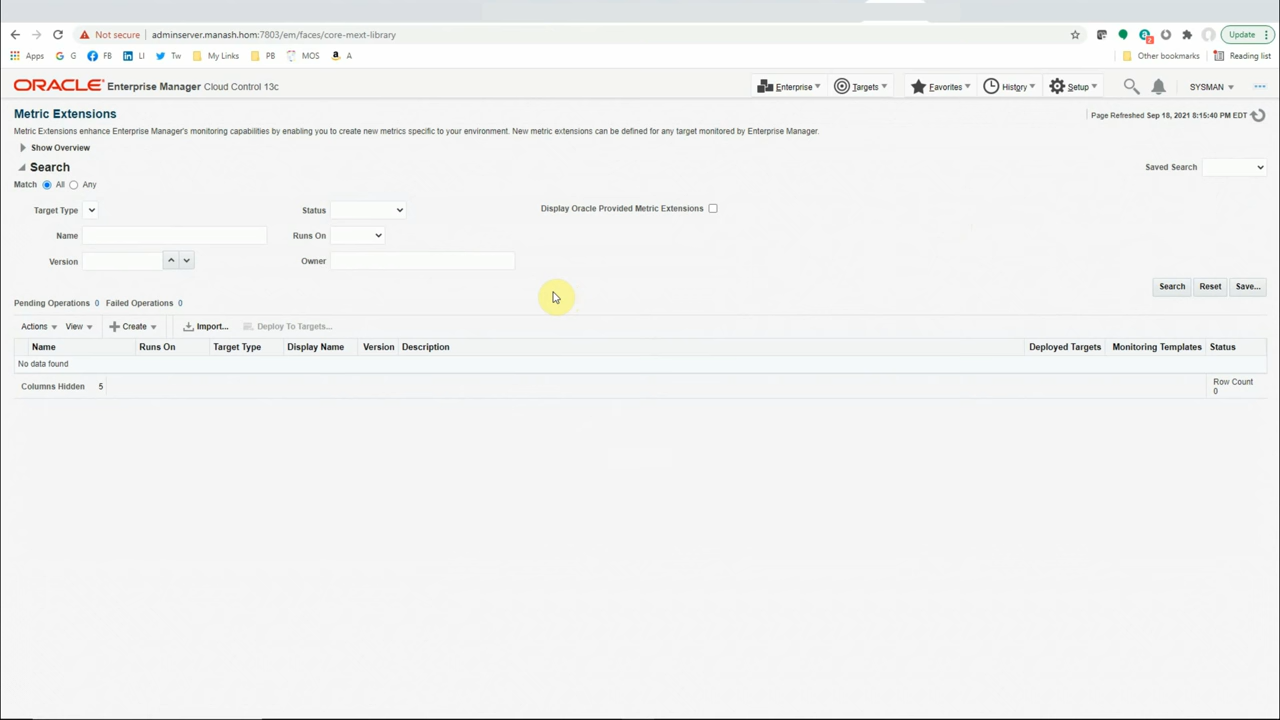 Not secure adminserver.manash.hom:7803/em/faces/core-mext-library Update
Apps G FB LI Tw My Links PB MOS A Other bookmarks Reading list
ORACLE Enterprise Manager Cloud Control 13c Enterprise Targets Favorites History Setup SYSMAN
Metric Extensions Page Refreshed Sep 18, 2021 8:15:40 PM EDT
Metric Extensions enhance Enterprise Manager's monitoring capabilities by enabling you to create new metrics specific to your environment. New metric extensions can be defined for any target monitored by Enterprise Manager.
Show Overview
Search Saved Search
Match All Any
Target Type Status Display Oracle Provided Metric Extensions
Name Runs On
Version Owner
Search Reset Save...
Pending Operations 0 Failed Operations 0
Actions View Create Import... Deploy To Targets...
Name Runs On Target Type Display Name Version Description Deployed Targets Monitoring Templates Status
No data found
Columns Hidden 5 Row Count
0